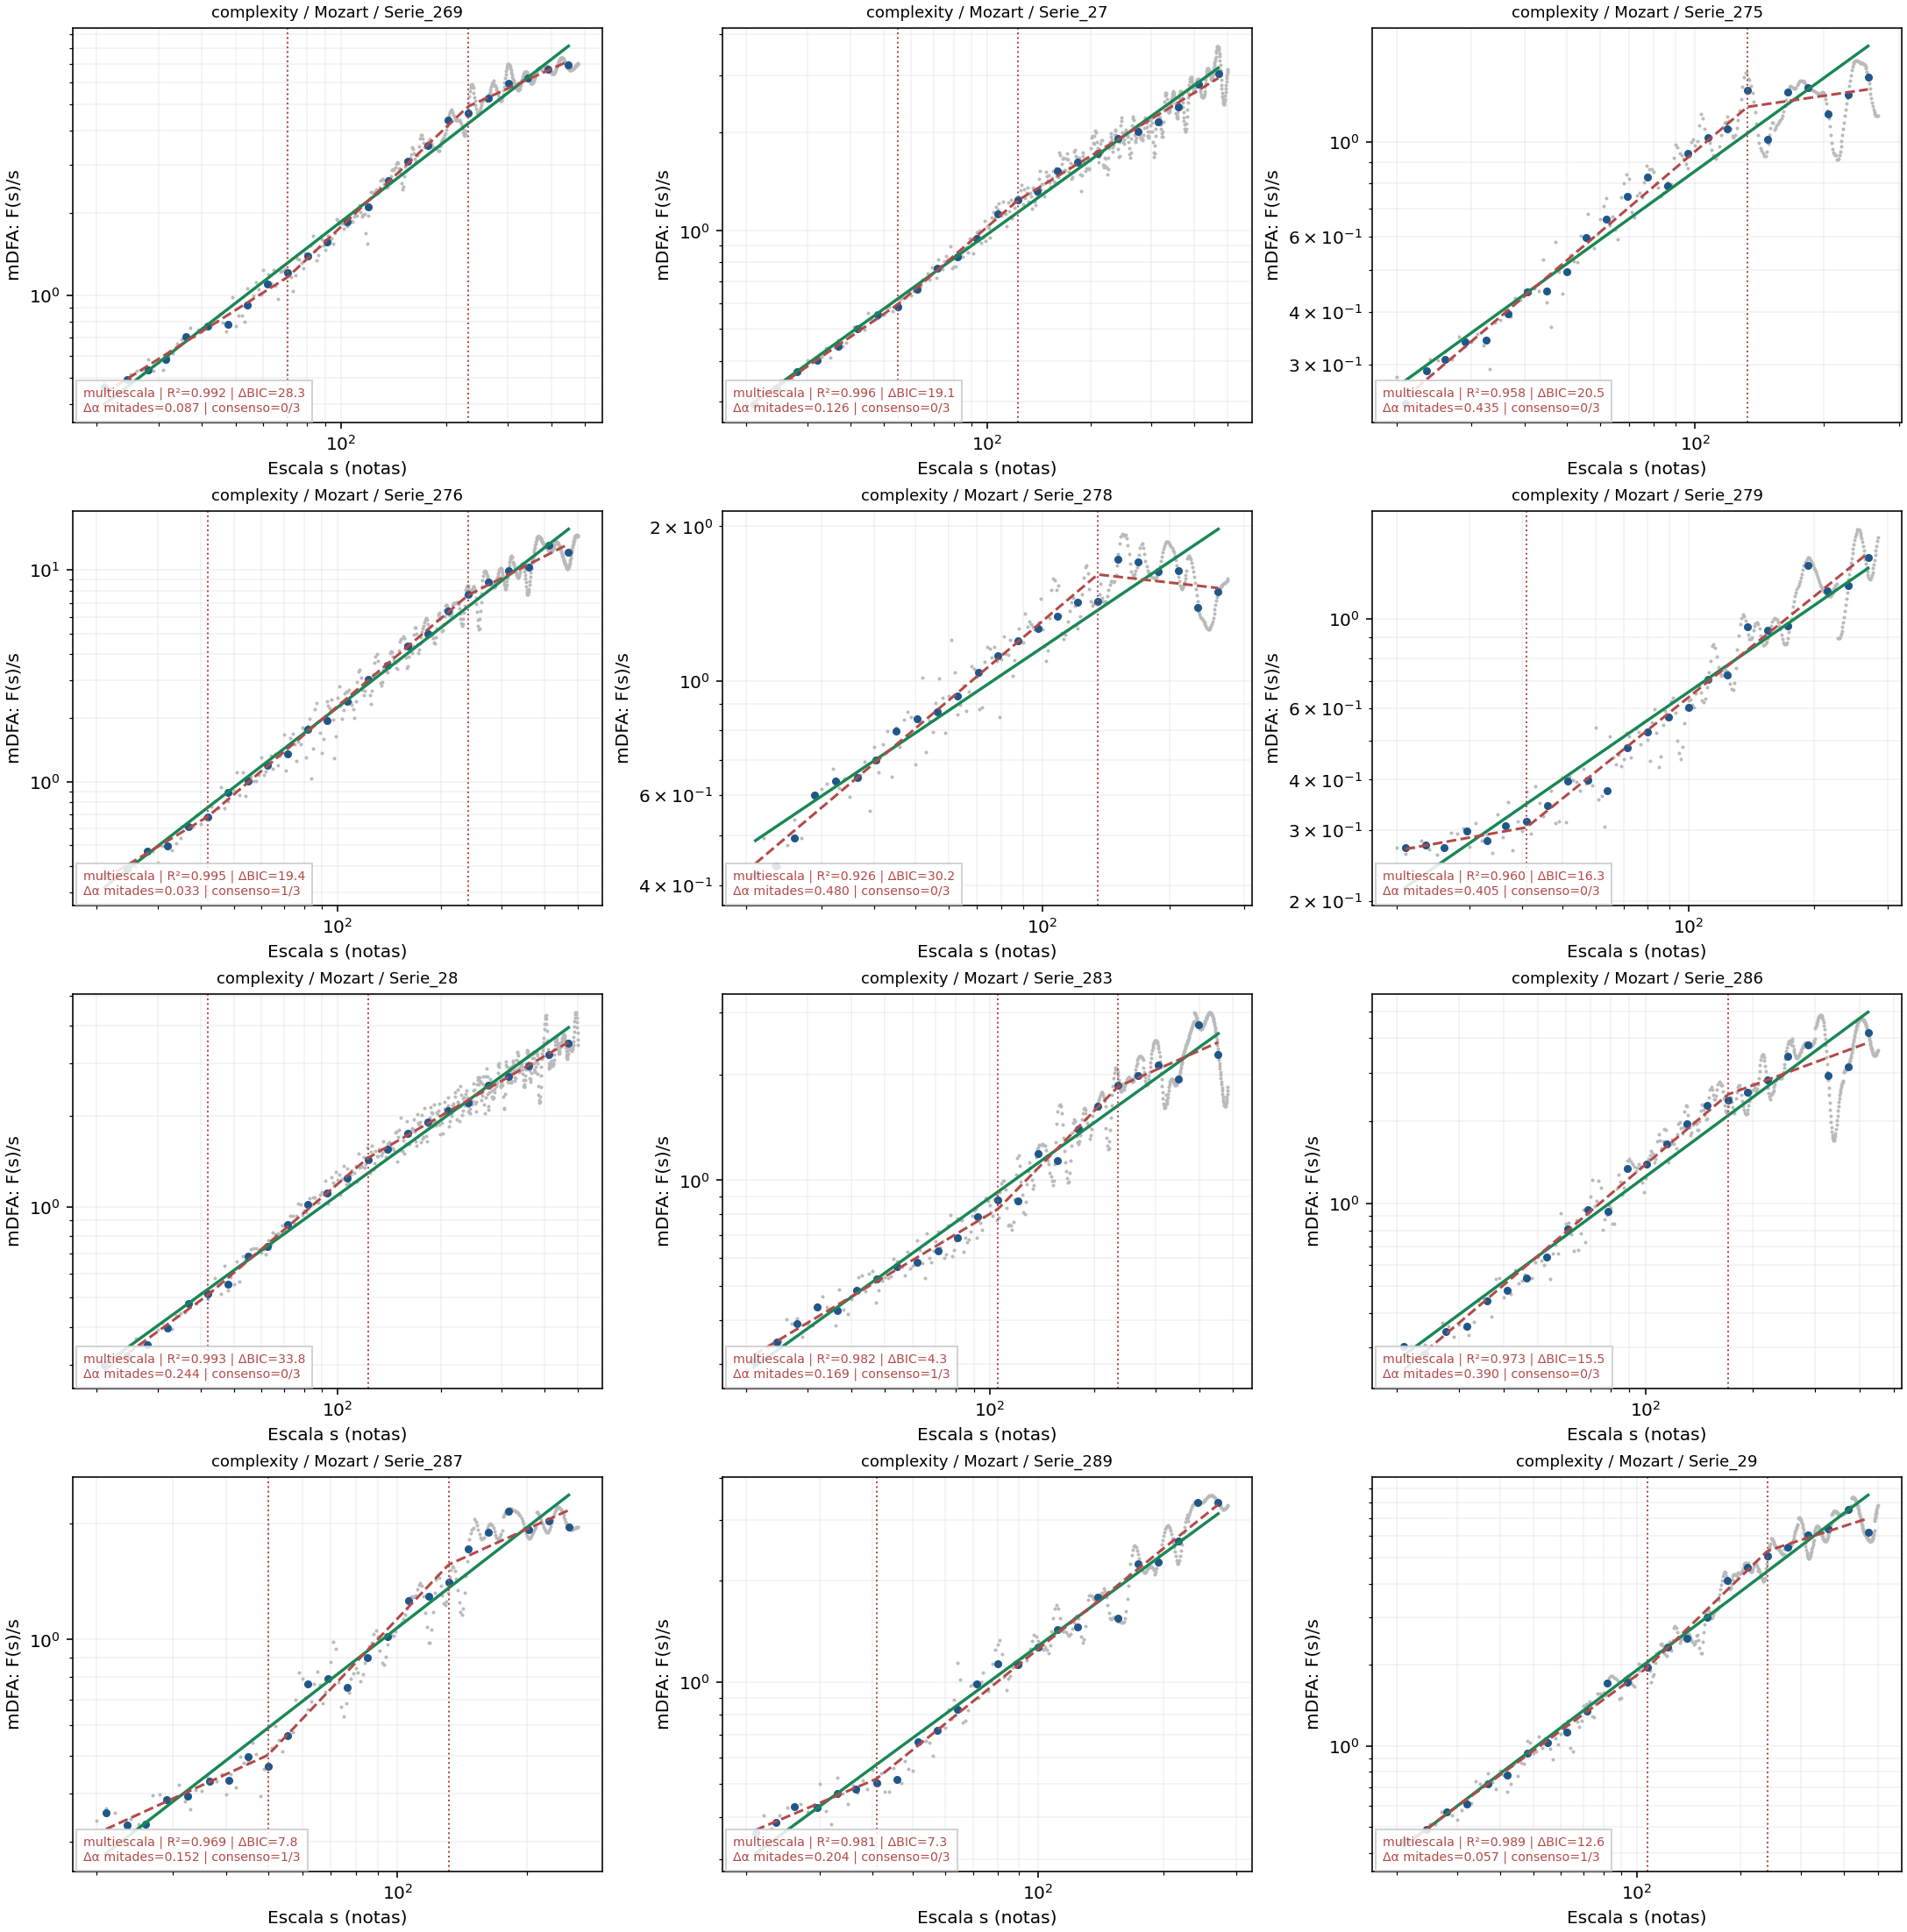 complexity / Mozart / Serie_269
mDFA: F(s)/s
10⁰
multiescala | R²=0.992 | ΔBIC=28.3
Δα mitades=0.087 | consenso=0/3
10²
Escala s (notas)
complexity / Mozart / Serie_27
mDFA: F(s)/s
10⁰
multiescala | R²=0.996 | ΔBIC=19.1
Δα mitades=0.126 | consenso=0/3
10²
Escala s (notas)
complexity / Mozart / Serie_275
mDFA: F(s)/s
10⁰
6 × 10⁻¹
4 × 10⁻¹
3 × 10⁻¹
multiescala | R²=0.958 | ΔBIC=20.5
Δα mitades=0.435 | consenso=0/3
10²
Escala s (notas)
complexity / Mozart / Serie_276
mDFA: F(s)/s
10¹
10⁰
multiescala | R²=0.995 | ΔBIC=19.4
Δα mitades=0.033 | consenso=1/3
10²
Escala s (notas)
complexity / Mozart / Serie_278
mDFA: F(s)/s
2 × 10⁰
10⁰
6 × 10⁻¹
4 × 10⁻¹
multiescala | R²=0.926 | ΔBIC=30.2
Δα mitades=0.480 | consenso=0/3
10²
Escala s (notas)
complexity / Mozart / Serie_279
mDFA: F(s)/s
10⁰
6 × 10⁻¹
4 × 10⁻¹
3 × 10⁻¹
2 × 10⁻¹
multiescala | R²=0.960 | ΔBIC=16.3
Δα mitades=0.405 | consenso=0/3
10²
Escala s (notas)
complexity / Mozart / Serie_28
mDFA: F(s)/s
10⁰
multiescala | R²=0.993 | ΔBIC=33.8
Δα mitades=0.244 | consenso=0/3
10²
Escala s (notas)
complexity / Mozart / Serie_283
mDFA: F(s)/s
10⁰
multiescala | R²=0.982 | ΔBIC=4.3
Δα mitades=0.169 | consenso=1/3
10²
Escala s (notas)
complexity / Mozart / Serie_286
mDFA: F(s)/s
10⁰
multiescala | R²=0.973 | ΔBIC=15.5
Δα mitades=0.390 | consenso=0/3
10²
Escala s (notas)
complexity / Mozart / Serie_287
mDFA: F(s)/s
10⁰
multiescala | R²=0.969 | ΔBIC=7.8
Δα mitades=0.152 | consenso=1/3
10²
Escala s (notas)
complexity / Mozart / Serie_289
mDFA: F(s)/s
10⁰
multiescala | R²=0.981 | ΔBIC=7.3
Δα mitades=0.204 | consenso=0/3
10²
Escala s (notas)
complexity / Mozart / Serie_29
mDFA: F(s)/s
10⁰
multiescala | R²=0.989 | ΔBIC=12.6
Δα mitades=0.057 | consenso=1/3
10²
Escala s (notas)